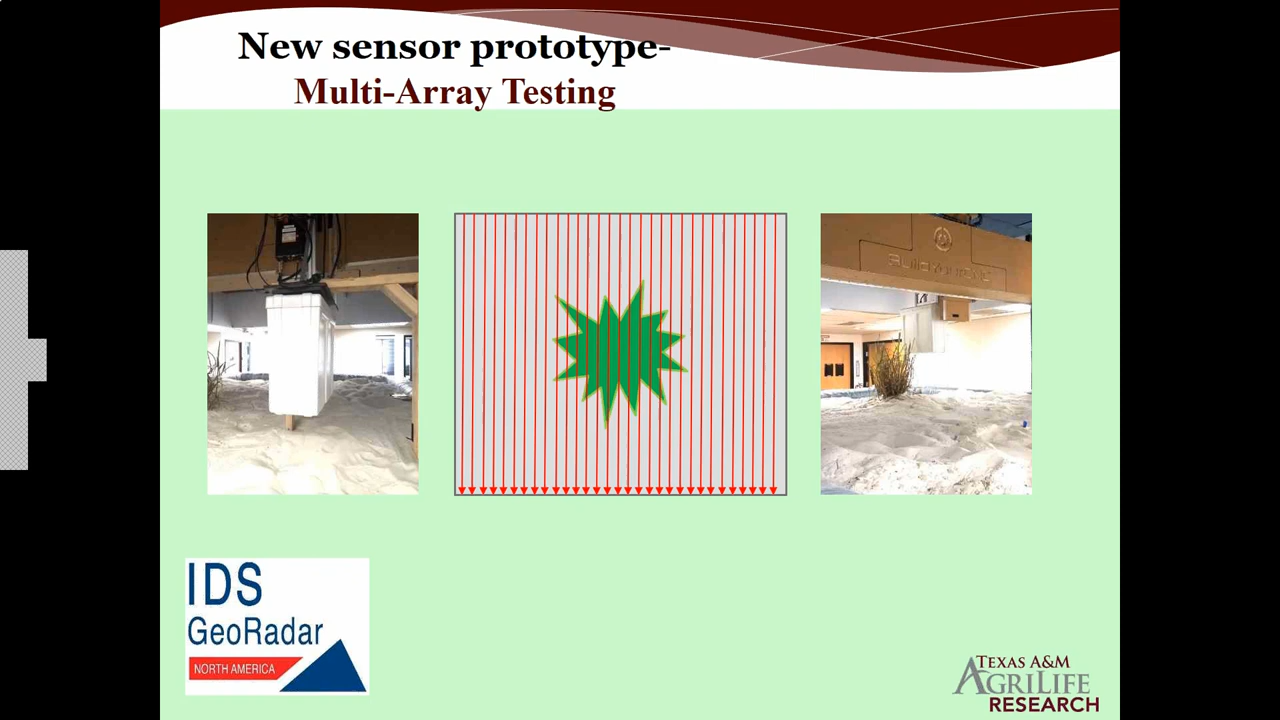 New sensor prototype-
Multi-Array Testing
IDS
GeoRadar
NORTH AMERICA
TEXAS A&M
AGRILIFE
RESEARCH